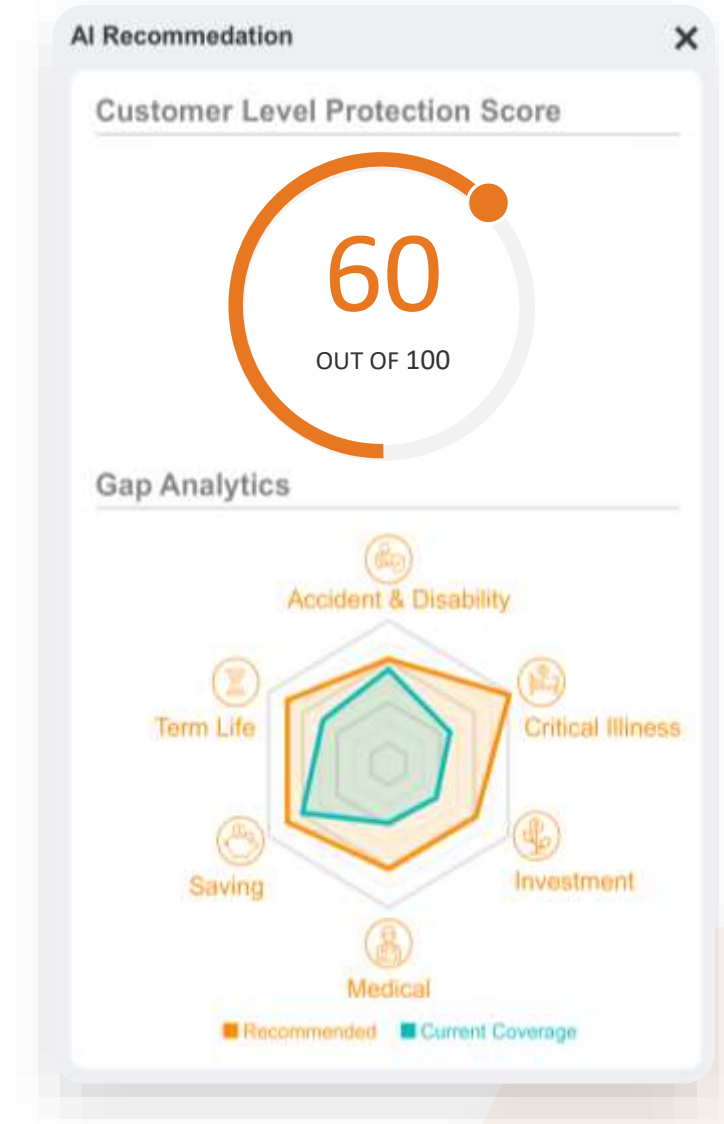 AI Recommedation
Customer Level Protection Score
60
OUT OF 100
Gap Analytics
Accident & Disability
Term Life
Critical Illiness
Saving
Investment
Medical
Recommended Current Coverage